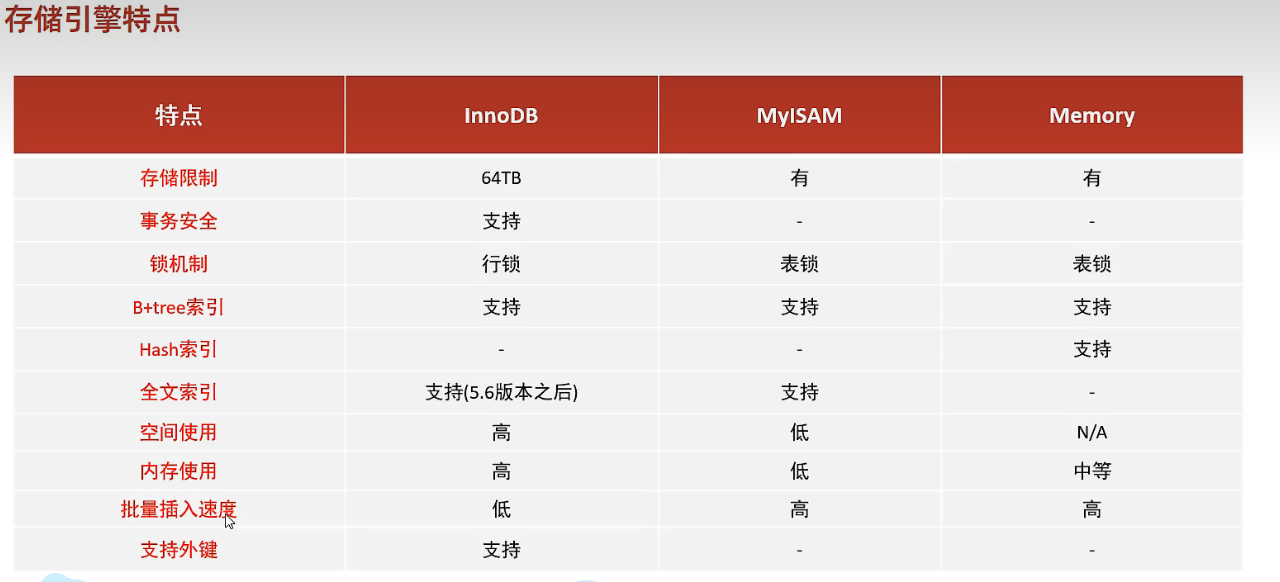 存储引擎特点
特点 InnoDB MyISAM Memory
存储限制 64TB 有 有
事务安全 支持 - -
锁机制 行锁 表锁 表锁
B+tree索引 支持 支持 支持
Hash索引 - - 支持
全文索引 支持(5.6版本之后) 支持 -
空间使用 高 低 N/A
内存使用 高 低 中等
批量插入速度 低 高 高
支持外键 支持 - -